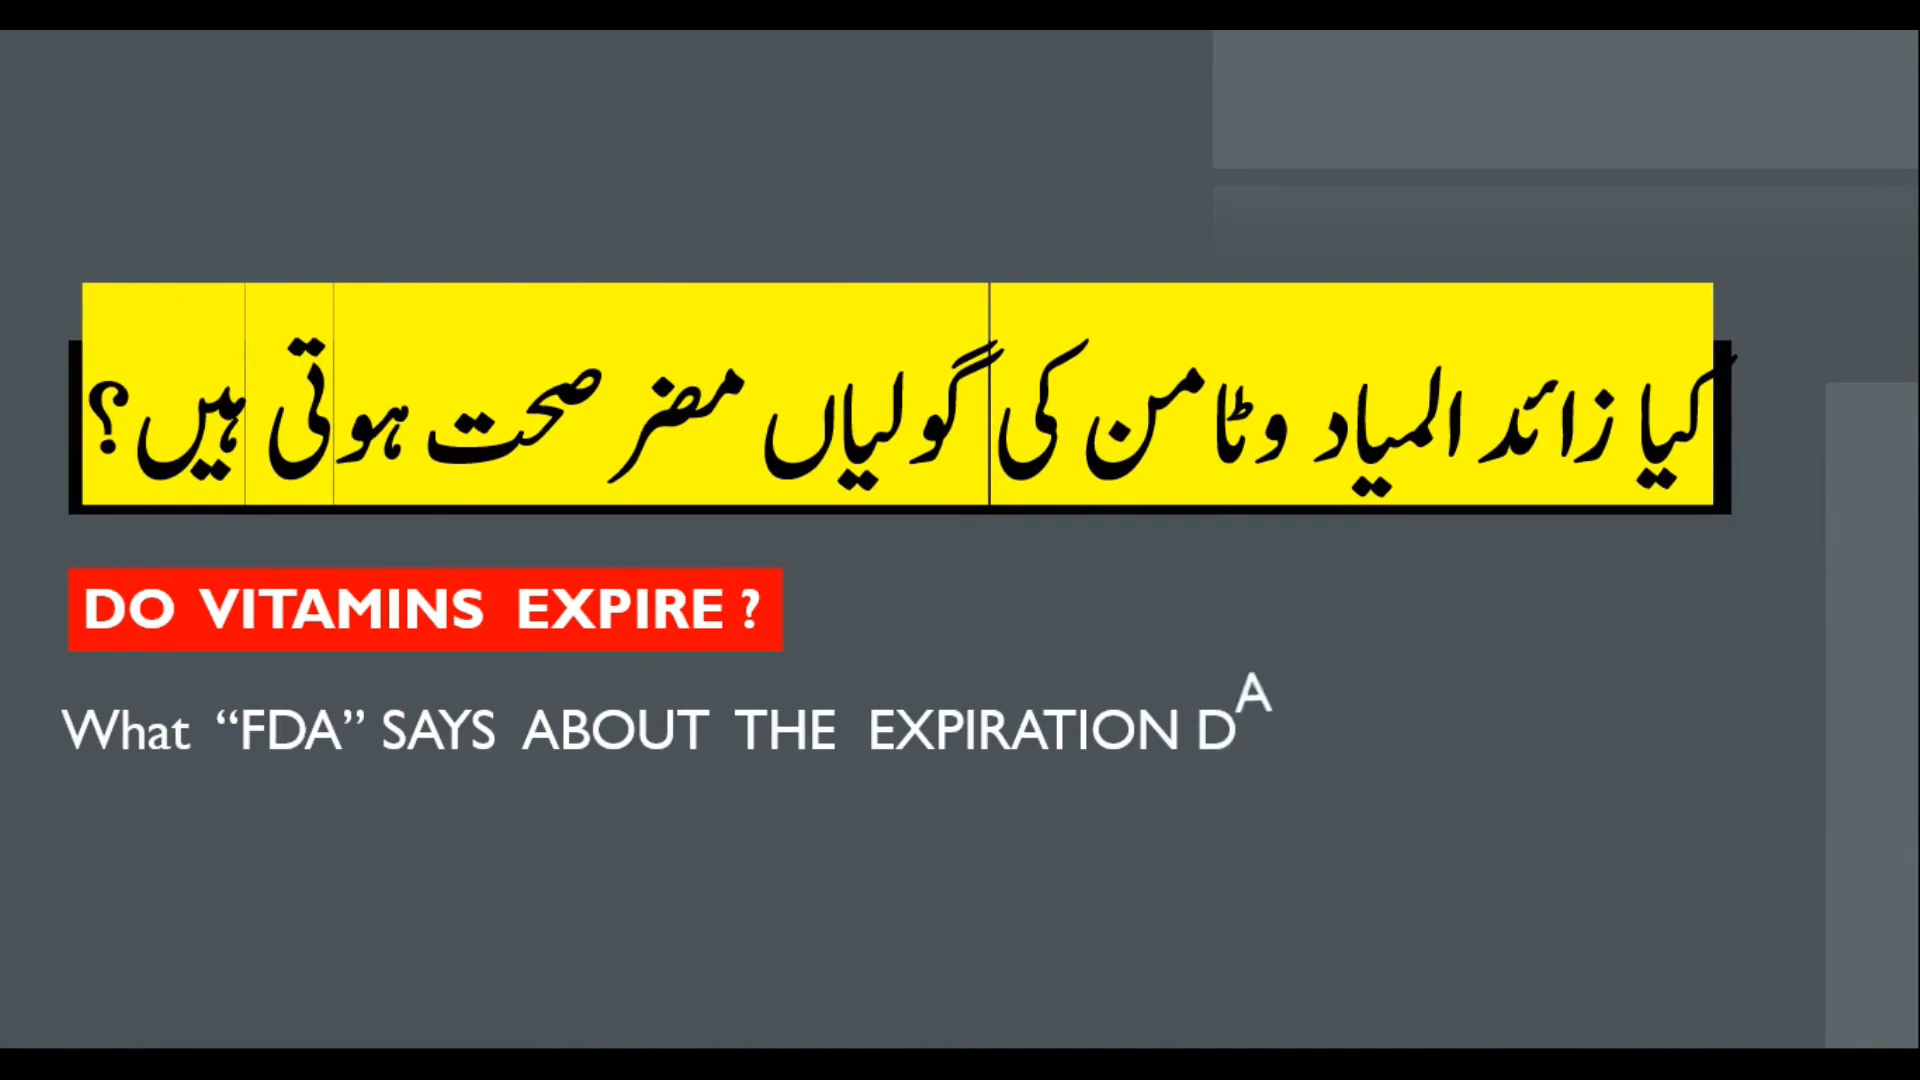 کیا زائد المیاد وٹامن کی گولیاں مضر صحت ہوتی ہیں؟
DO VITAMINS EXPIRE ?
What “FDA” SAYS ABOUT THE EXPIRATION DA